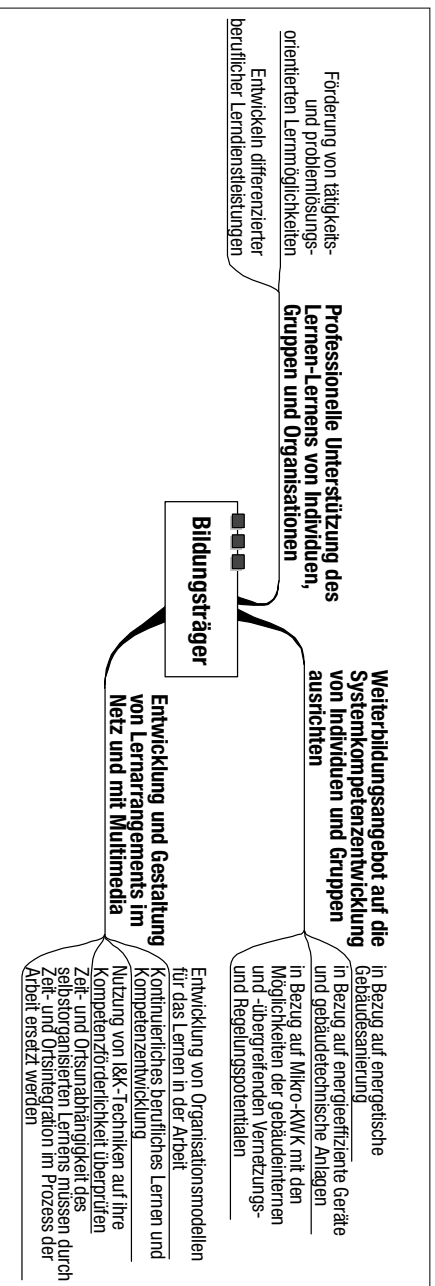 Förderung von tätigkeits-
und problemlösungs-
orientierten Lernmöglichkeiten
Entwickeln differenzierter
beruflicher Lerndienstleistungen
Professionelle Unterstützung des
Lernen-Lernens von Individuen,
Gruppen und Organisationen
Bildungsträger
Weiterbildungsangebot auf die
Systemkompetenzentwicklung
von Individuen und Gruppen
ausrichten
in Bezug auf energetische
Gebäudesanierung
in Bezug auf energieeffiziente Geräte
und gebäudetechnische Anlagen
in Bezug auf Mikro-KWK mit den
Möglichkeiten der gebäudeinternen
und -übergreifenden Vernetzungs-
und Regelungspotentialen
Entwicklung und Gestaltung
von Lernarrangements im
Netz und mit Multimedia
Entwicklung von Organisationsmodellen
für das Lernen in der Arbeit
Kontinuierliches berufliches Lernen und
Kompetenzentwicklung
Nutzung von I&K-Techniken auf ihre
Kompetenzförderlichkeit überprüfen
Zeit- und Ortsunabhängigkeit des
selbstorganisierten Lernens müssen durch
Zeit- und Ortsintegration im Prozess der
Arbeit ersetzt werden